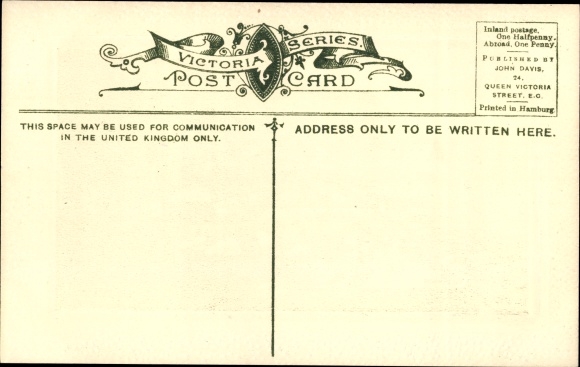 VICTORIA SERIES.
POST CARD
Inland postage,
One Halfpenny.
Abroad, One Penny.
PUBLISHED BY
JOHN DAVIS,
24,
QUEEN VICTORIA
STREET, E.C.
Printed in Hamburg.
THIS SPACE MAY BE USED FOR COMMUNICATION
IN THE UNITED KINGDOM ONLY.
ADDRESS ONLY TO BE WRITTEN HERE.